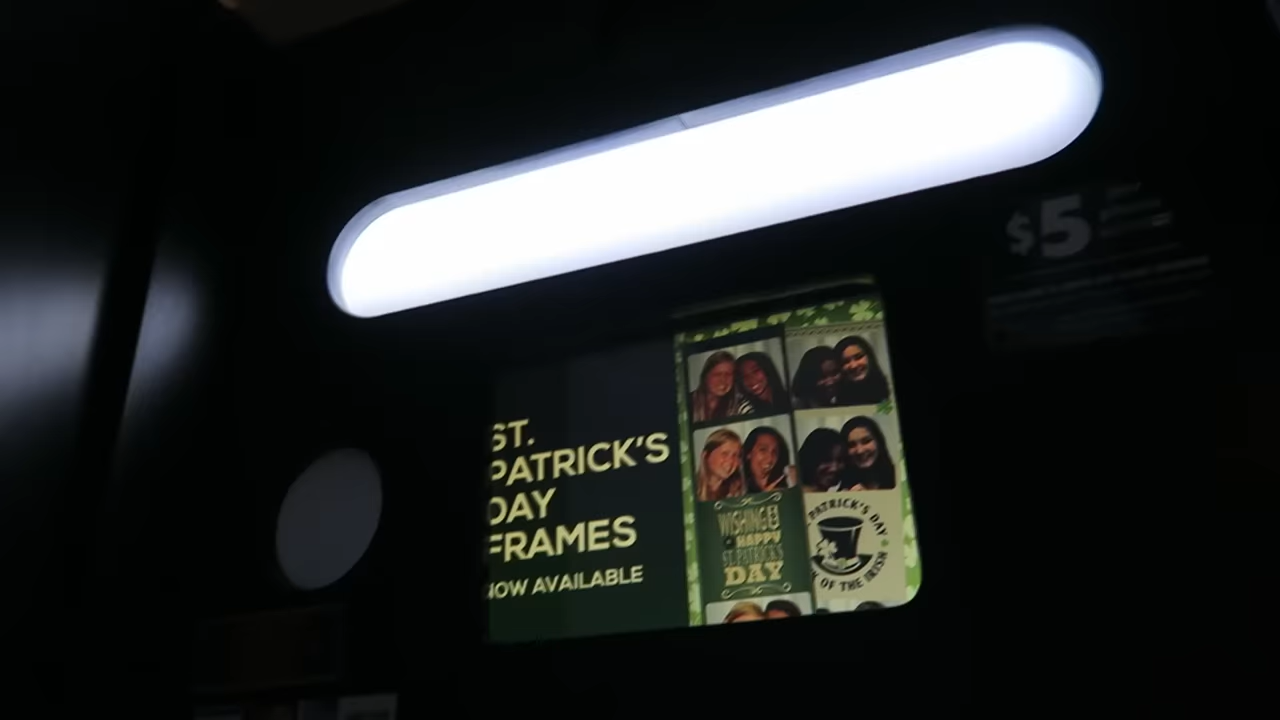 $5
ST.
PATRICK'S
DAY
FRAMES
NOW AVAILABLE
WISHING
A
HAPPY
ST. PATRICK'S
DAY
PATRICK'S DAY
OF THE IRISH